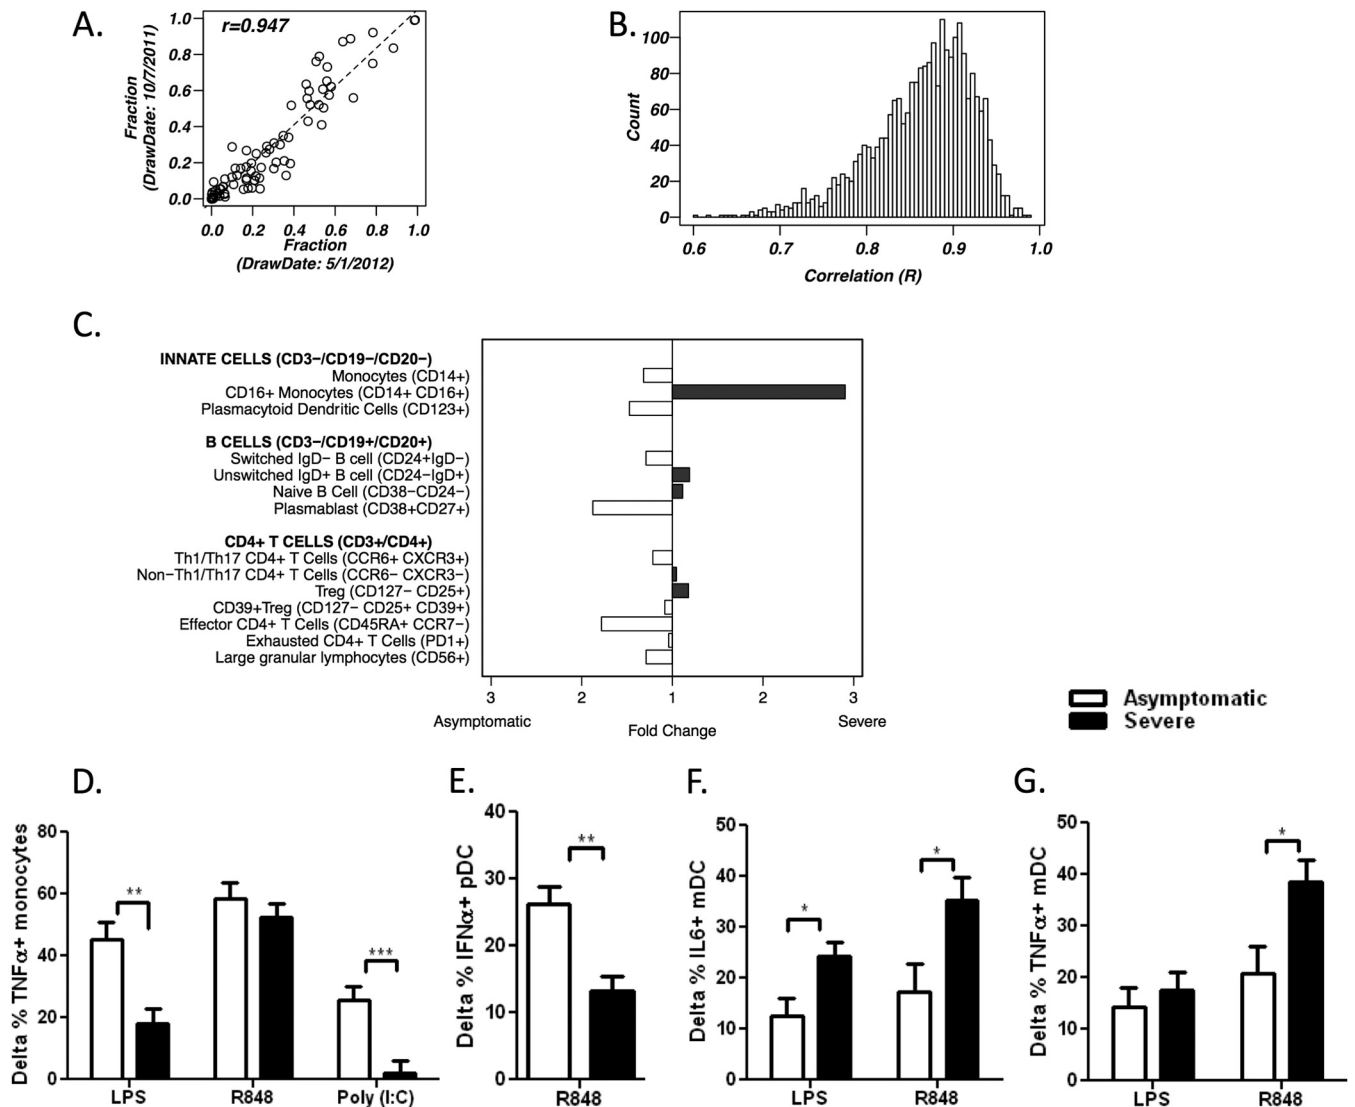 A.
r=0.947
1.0
0.8
0.6
0.4
0.2
0.0
Fraction
(DrawDate: 10/7/2011)
0.0 0.2 0.4 0.6 0.8 1.0
Fraction
(DrawDate: 5/1/2012)
B.
100
80
60
40
20
0
Count
0.6 0.7 0.8 0.9 1.0
Correlation (R)
C.
INNATE CELLS (CD3−/CD19−/CD20−)
Monocytes (CD14+)
CD16+ Monocytes (CD14+ CD16+)
Plasmacytoid Dendritic Cells (CD123+)
B CELLS (CD3−/CD19+/CD20+)
Switched IgD− B cell (CD24+IgD−)
Unswitched IgD+ B cell (CD24−IgD+)
Naive B Cell (CD38−CD24−)
Plasmablast (CD38+CD27+)
CD4+ T CELLS (CD3+/CD4+)
Th1/Th17 CD4+ T Cells (CCR6+ CXCR3+)
Non−Th1/Th17 CD4+ T Cells (CCR6− CXCR3−)
Treg (CD127− CD25+)
CD39+Treg (CD127− CD25+ CD39+)
Effector CD4+ T Cells (CD45RA+ CCR7−)
Exhausted CD4+ T Cells (PD1+)
Large granular lymphocytes (CD56+)
3 2 1 2 3
Asymptomatic Fold Change Severe
Asymptomatic
Severe
D.
80
60
40
20
0
Delta % TNFα+ monocytes
**
***
LPS R848 Poly (I:C)
E.
40
30
20
10
0
Delta % IFNα+ pDC
**
R848
F.
50
40
30
20
10
0
Delta % IL6+ mDC
*
*
LPS R848
G.
50
40
30
20
10
0
Delta % TNFα+ mDC
*
LPS R848